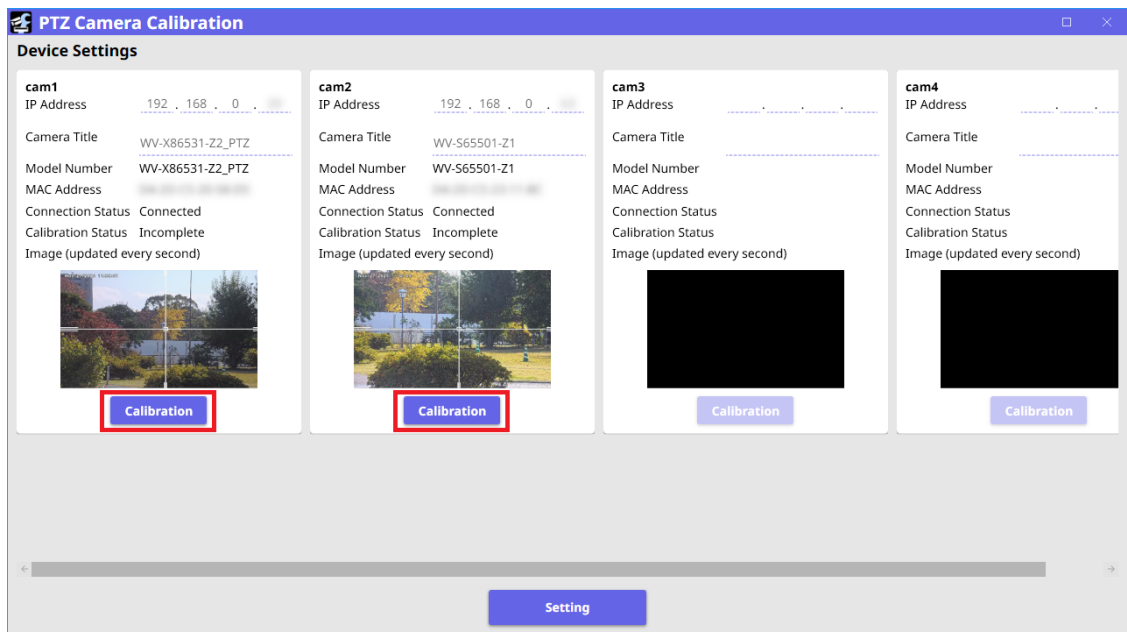 PTZ Camera Calibration
Device Settings
cam1
IP Address 192 . 168 . 0 .
Camera Title WV-X86531-Z2_PTZ
Model Number WV-X86531-Z2_PTZ
MAC Address
Connection Status Connected
Calibration Status Incomplete
Image (updated every second)
Calibration
cam2
IP Address 192 . 168 . 0 .
Camera Title WV-S65501-Z1
Model Number WV-S65501-Z1
MAC Address
Connection Status Connected
Calibration Status Incomplete
Image (updated every second)
Calibration
cam3
IP Address . . .
Camera Title
Model Number
MAC Address
Connection Status
Calibration Status
Image (updated every second)
Calibration
cam4
IP Address . .
Camera Title
Model Number
MAC Address
Connection Status
Calibration Status
Image (updated every second)
Calibration
Setting